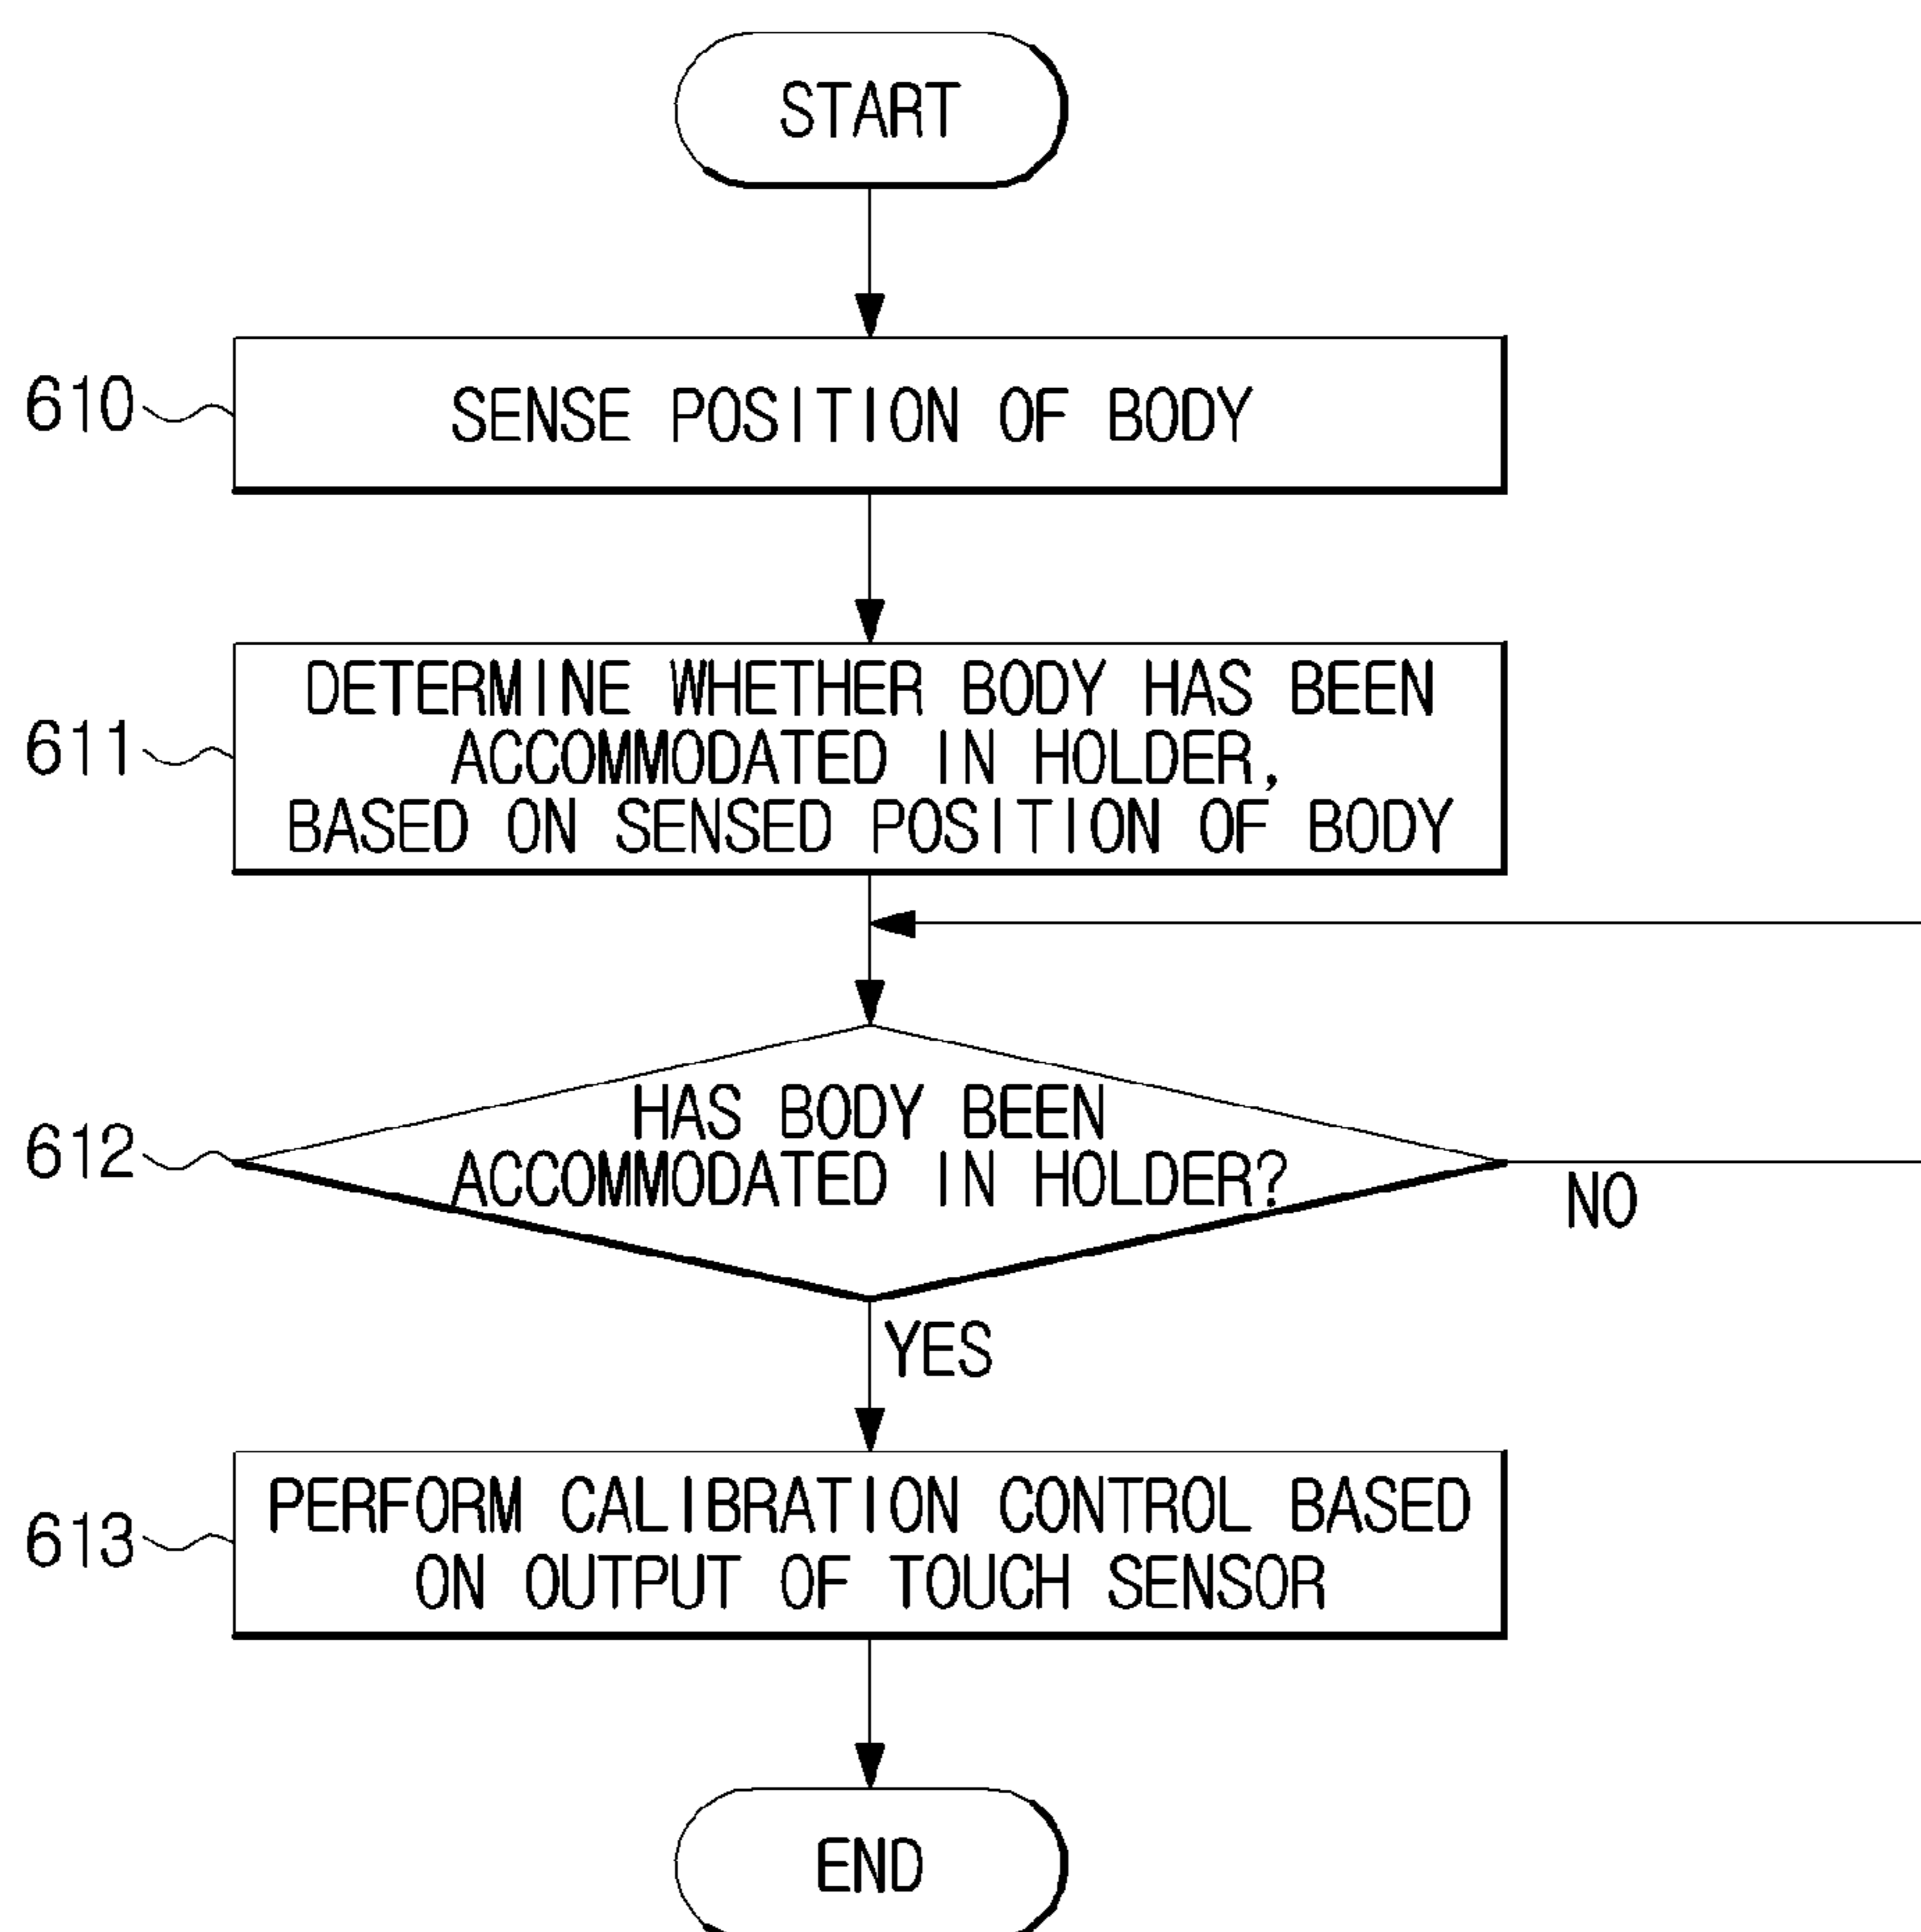 START
610
SENSE POSITION OF BODY
611
DETERMINE WHETHER BODY HAS BEEN
ACCOMMODATED IN HOLDER,
BASED ON SENSED POSITION OF BODY
612
HAS BODY BEEN
ACCOMMODATED IN HOLDER?
NO
YES
613
PERFORM CALIBRATION CONTROL BASED
ON OUTPUT OF TOUCH SENSOR
END